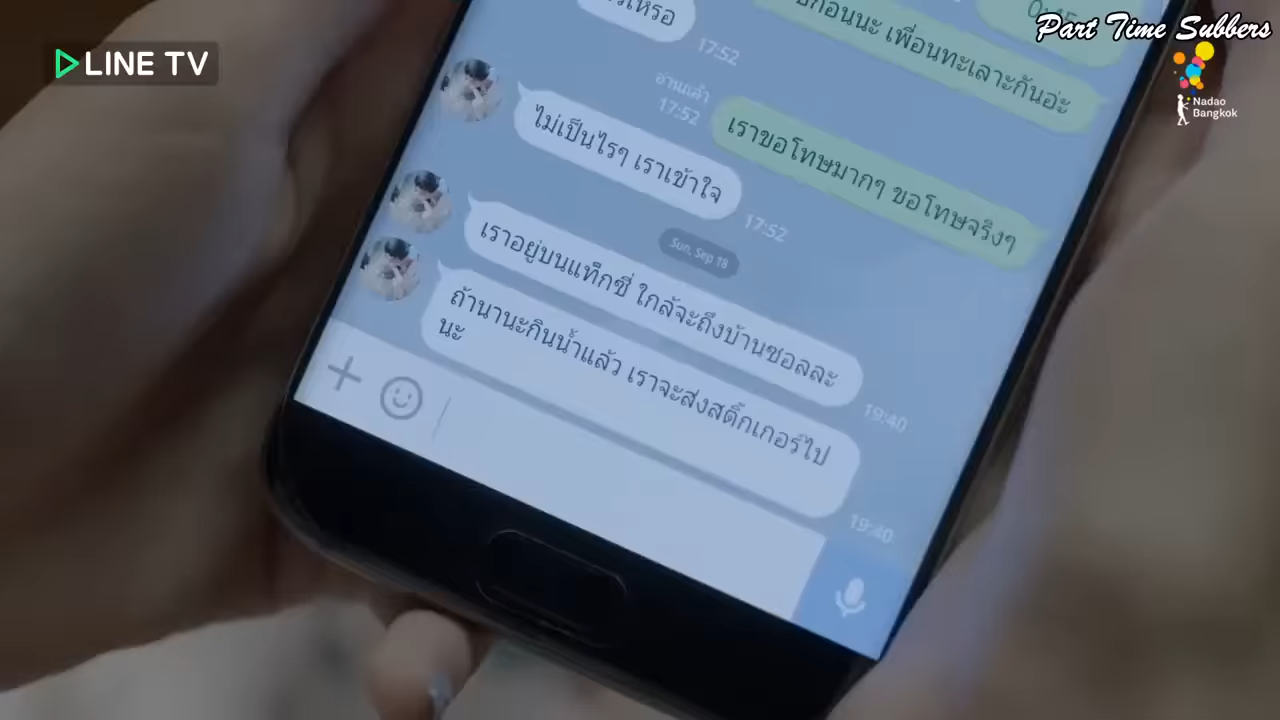 LINE TV
Part Time Subbers
Nadao
Bangkok
17:52
เพื่อนทะเลาะกันอ่ะ
อ่านแล้ว
17:52
เราขอโทษมากๆ ขอโทษจริงๆ
ไม่เป็นไรๆ เราเข้าใจ
17:52
Sun, Sep 18
เราอยู่บนแท็กซี่ ใกล้จะถึงบ้านซอลละ
19:40
ถ้านานะกินน้ำแล้ว เราจะส่งสติ๊กเกอร์ไป
นะ
19:40